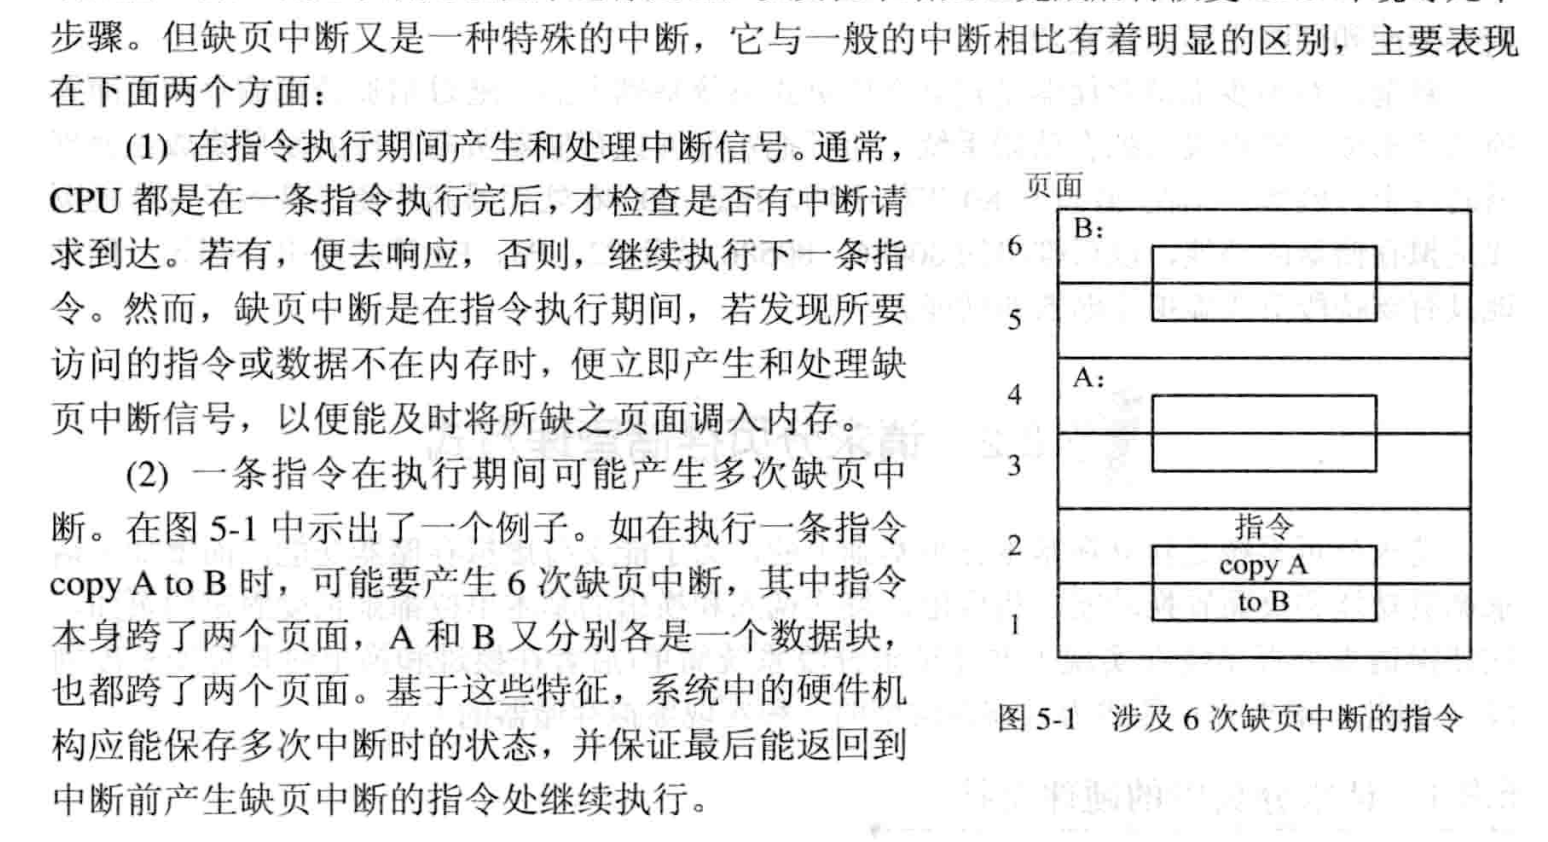 步骤。但缺页中断又是一种特殊的中断，它与一般的中断相比有着明显的区别，主要表现
在下面两个方面：
(1) 在指令执行期间产生和处理中断信号。通常，
CPU 都是在一条指令执行完后，才检查是否有中断请
求到达。若有，便去响应，否则，继续执行下一条指
令。然而，缺页中断是在指令执行期间，若发现所要
访问的指令或数据不在内存时，便立即产生和处理缺
页中断信号，以便能及时将所缺之页面调入内存。
(2) 一条指令在执行期间可能产生多次缺页中
断。在图 5-1 中示出了一个例子。如在执行一条指令
copy A to B 时，可能要产生 6 次缺页中断，其中指令
本身跨了两个页面，A 和 B 又分别各是一个数据块，
也都跨了两个页面。基于这些特征，系统中的硬件机
构应能保存多次中断时的状态，并保证最后能返回到
中断前产生缺页中断的指令处继续执行。
页面
B:
6
5
A:
4
3
指令
2
copy A
to B
1
图 5-1 涉及 6 次缺页中断的指令